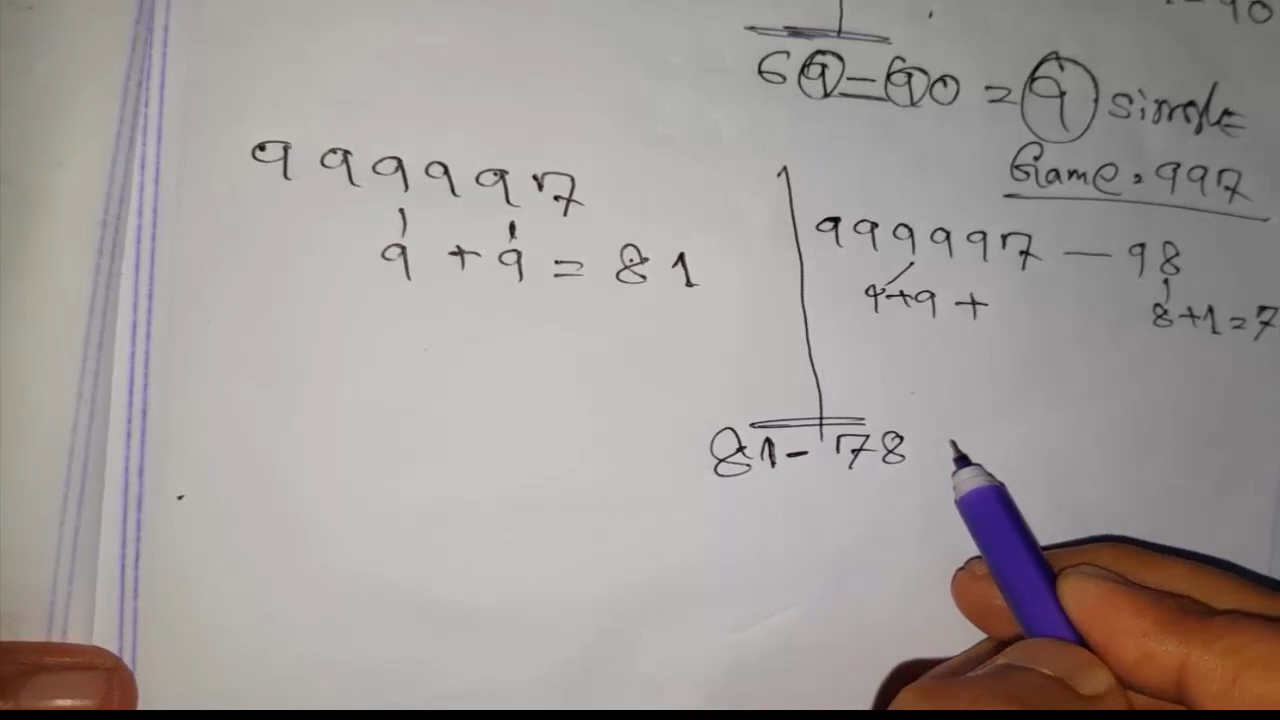 90
69-90 = 9 single
Game, 997
999997
9 + 9 = 81
999997 - 98
9+9 +
8+1=7
81- 78